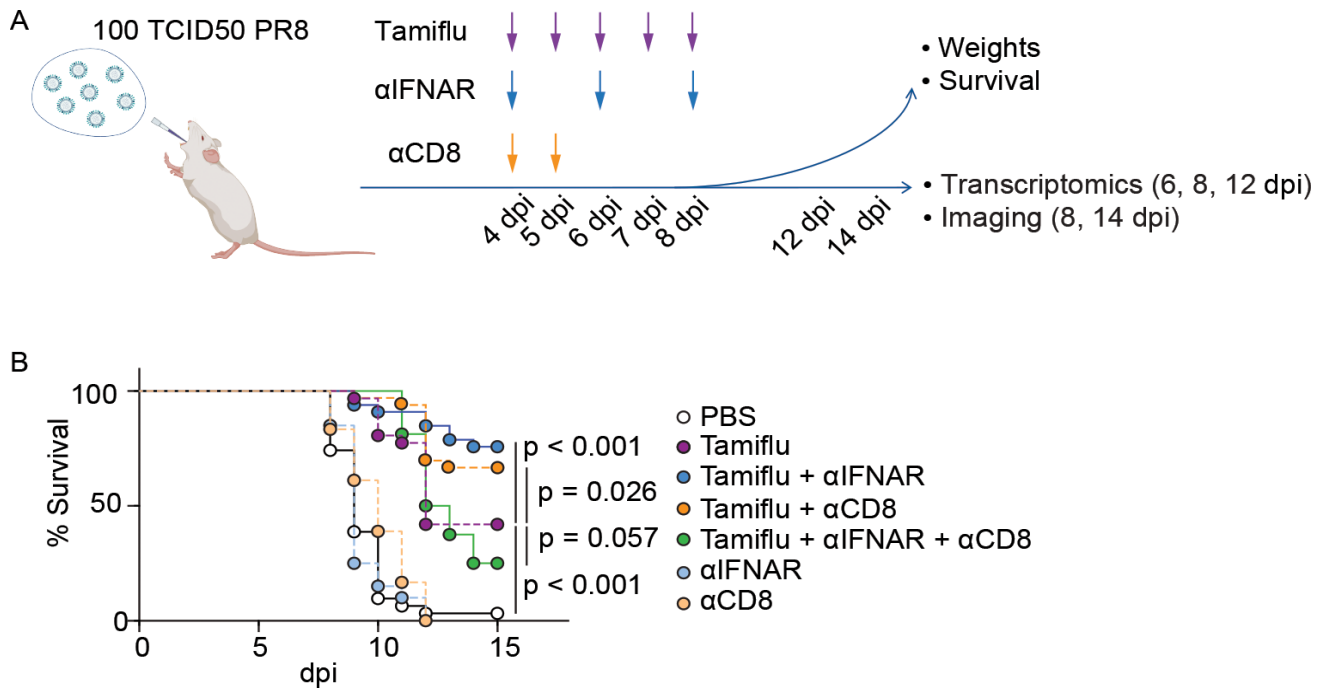 A
100 TCID50 PR8
Tamiflu
αIFNAR
αCD8
4 dpi
5 dpi
6 dpi
7 dpi
8 dpi
12 dpi
14 dpi
• Weights
• Survival
• Transcriptomics (6, 8, 12 dpi)
• Imaging (8, 14 dpi)
B
% Survival
100
50
0
0
5
10
15
dpi
p < 0.001
p = 0.026
p = 0.057
p < 0.001
PBS
Tamiflu
Tamiflu + αIFNAR
Tamiflu + αCD8
Tamiflu + αIFNAR + αCD8
αIFNAR
αCD8